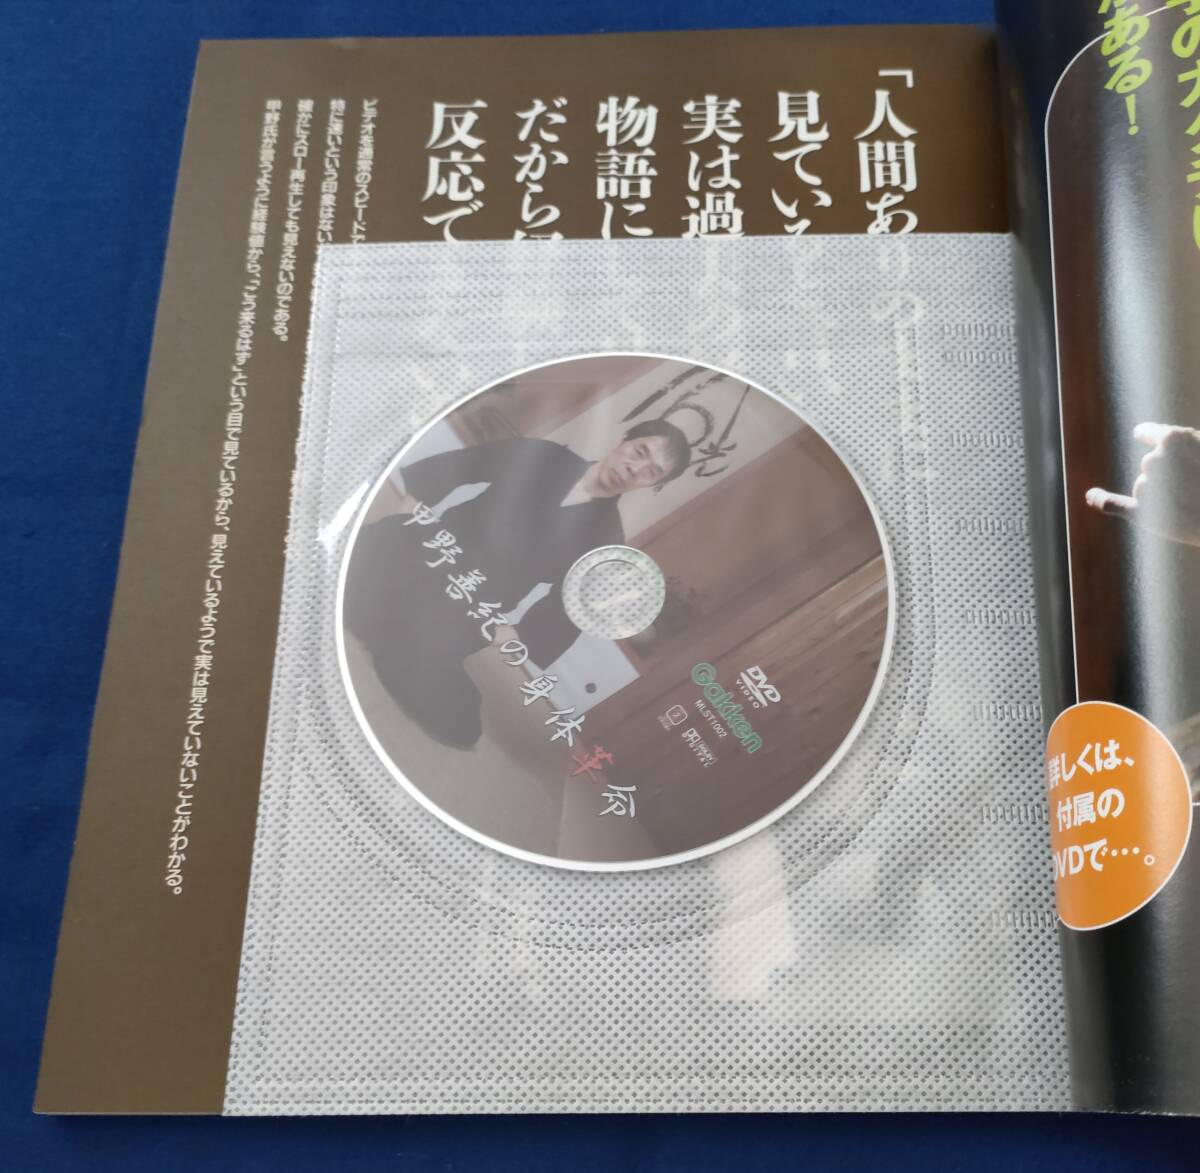 「人間あ
見ている
実は過
物語に
だから
反応で
ビデオを通常のスピードで
特に速いという印象はない
確かにスロー再生しても見えないのである。
甲野氏が言うように経験値から、「こう来るはず」という目で見ているから、見えているようで実は見えていないことがわかる。
甲野善紀の身体革命
DVD
VIDEO
Gakken
MLST1002
2
ある!
詳しくは、
付属の
DVDで…。